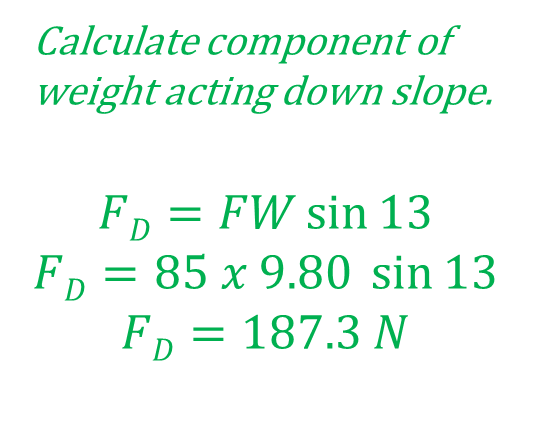 Calculate component of
weight acting down slope.
F_D = FW sin 13
F_D = 85 x 9.80 sin 13
F_D = 187.3 N